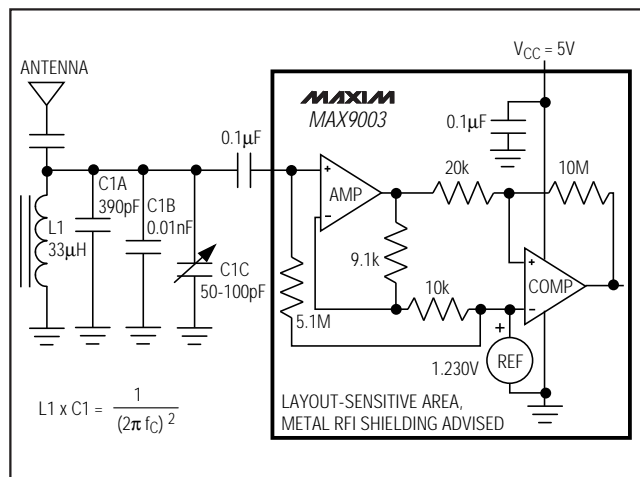 ANTENNA
VCC = 5V
MAXIM
MAX9003
0.1µF
0.1µF
20k
10M
+
AMP
−
C1A
390pF
C1B
0.01nF
L1
33µH
C1C
50-100pF
9.1k
10k
5.1M
+
COMP
−
+
REF
1.230V
L1 x C1 = 1
(2π fC) 2
LAYOUT-SENSITIVE AREA,
METAL RFI SHIELDING ADVISED